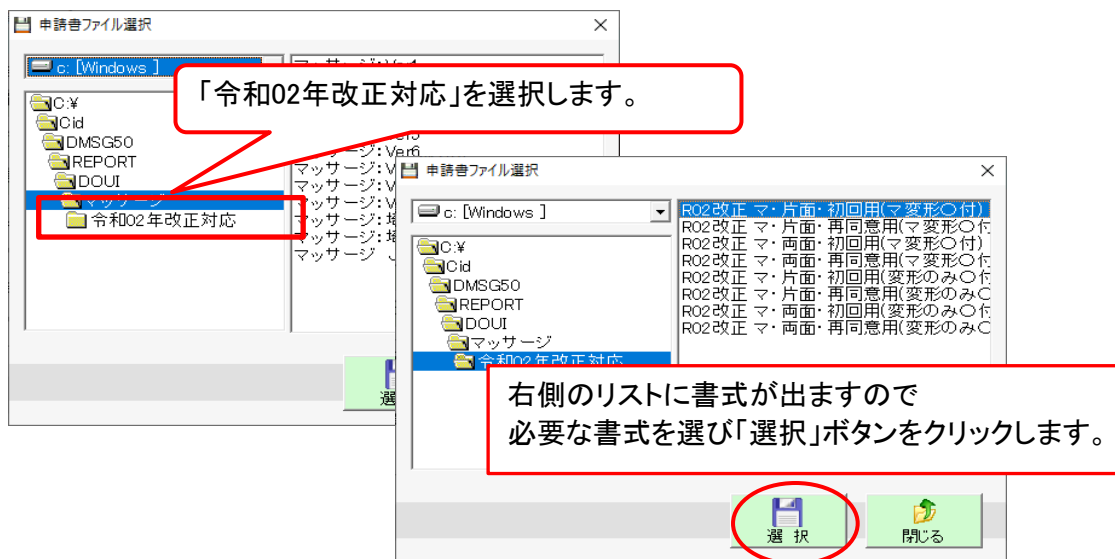 申請書ファイル選択
c: [Windows ]
C:¥
Cid
DMSG50
REPORT
DOUI
マッサージ
令和02年改正対応
マッサージ: Ver6
マッサージ: V
マッサージ: V
マッサージ: V
マッサージ:
マッサージ:
マッサージ
選
「令和02年改正対応」を選択します。
申請書ファイル選択
c: [Windows ]
C:¥
Cid
DMSG50
REPORT
DOUI
マッサージ
令和02年改正対応
R02改正 マ・片面・初回用(マ変形〇付)
R02改正 マ・片面・再同意用(マ変形〇付
R02改正 マ・両面・初回用(マ変形〇付)
R02改正 マ・両面・再同意用(マ変形〇付
R02改正 マ・片面・初回用(変形のみ〇付
R02改正 マ・片面・再同意用(変形のみ〇
R02改正 マ・両面・初回用(変形のみ〇付
R02改正 マ・両面・再同意用(変形のみ〇
右側のリストに書式が出ますので
必要な書式を選び「選択」ボタンをクリックします。
選 択
閉じる